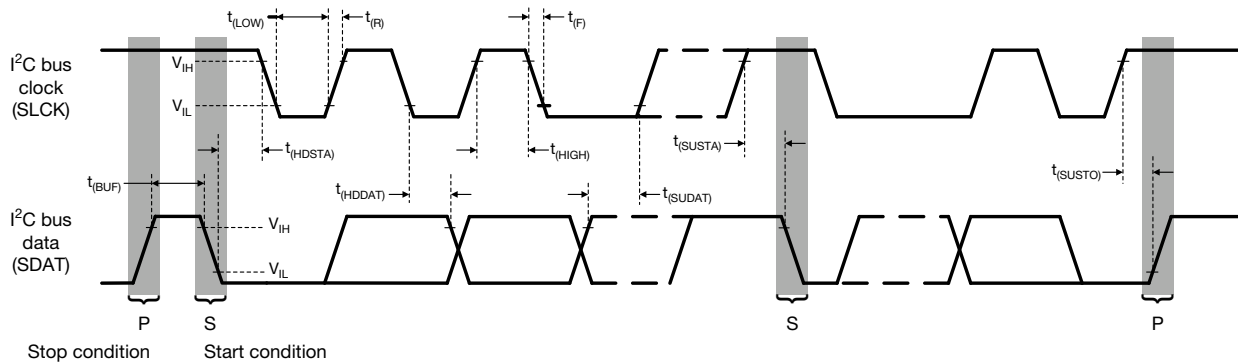 t(LOW)
t(R)
t(F)
I²C bus
clock
(SLCK)
VIH
VIL
t(HDSTA)
t(HIGH)
t(SUSTA)
t(SUSTO)
t(BUF)
t(HDDAT)
t(SUDAT)
I²C bus
data
(SDAT)
VIH
VIL
P
S
S
P
Stop condition
Start condition